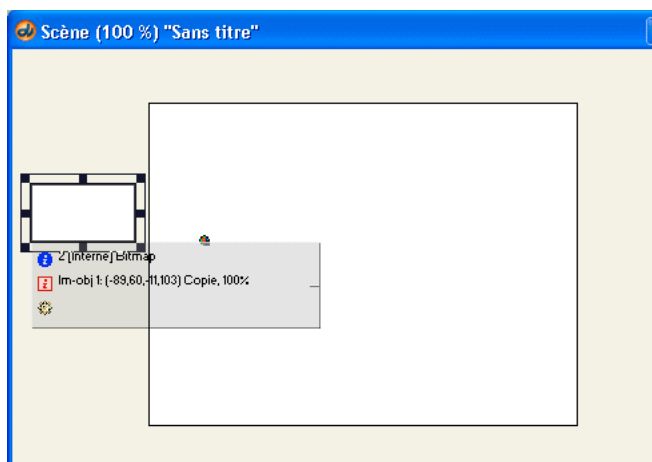 Scène (100 %) "Sans titre"
2 [Interne] Bitmap
Im-obj 1: (-89,60,-11,103) Copie, 100%